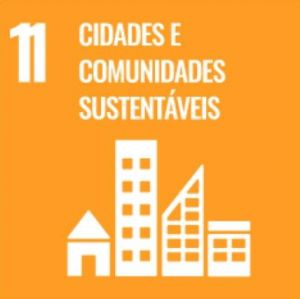 11 CIDADES E
COMUNIDADES
SUSTENTÁVEIS